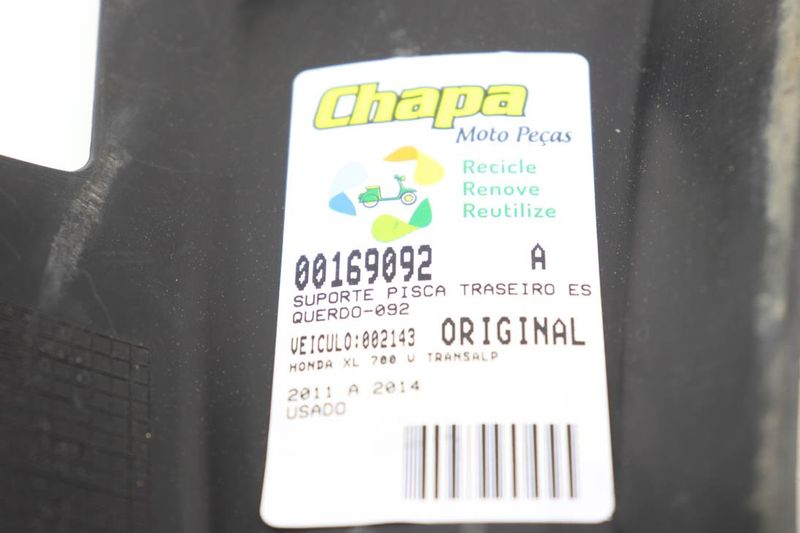 Chapa
Moto Peças
Recicle
Renove
Reutilize
00169092 A
SUPORTE PISCA TRASEIRO ES
QUERDO-092
VEICULO:002143 ORIGINAL
HONDA XL 700 V TRANSALP
2011 A 2014
USADO